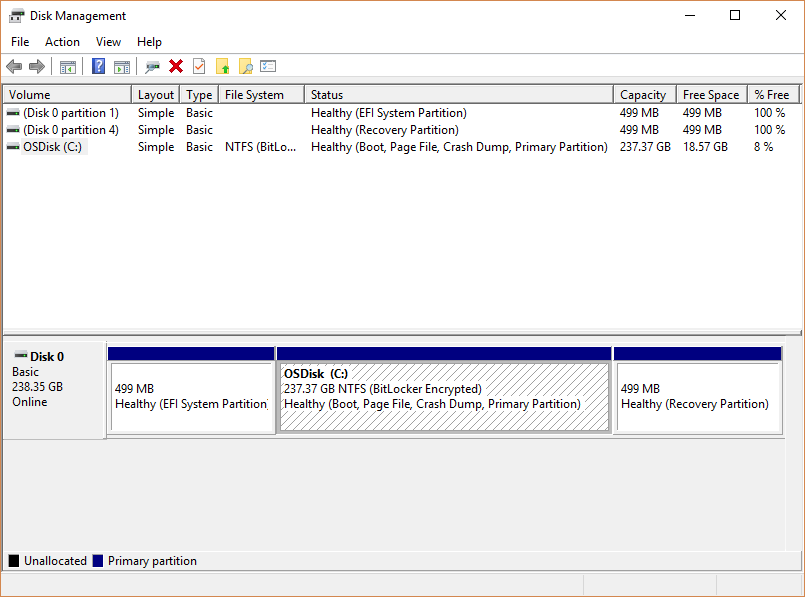 Disk Management
File Action View Help
Volume Layout Type File System Status Capacity Free Space % Free
(Disk 0 partition 1) Simple Basic Healthy (EFI System Partition) 499 MB 499 MB 100 %
(Disk 0 partition 4) Simple Basic Healthy (Recovery Partition) 499 MB 499 MB 100 %
OSDisk (C:) Simple Basic NTFS (BitLo... Healthy (Boot, Page File, Crash Dump, Primary Partition) 237.37 GB 18.57 GB 8 %
Disk 0
Basic
238.35 GB
Online
499 MB
Healthy (EFI System Partition)
OSDisk (C:)
237.37 GB NTFS (BitLocker Encrypted)
Healthy (Boot, Page File, Crash Dump, Primary Partition)
499 MB
Healthy (Recovery Partition)
Unallocated Primary partition